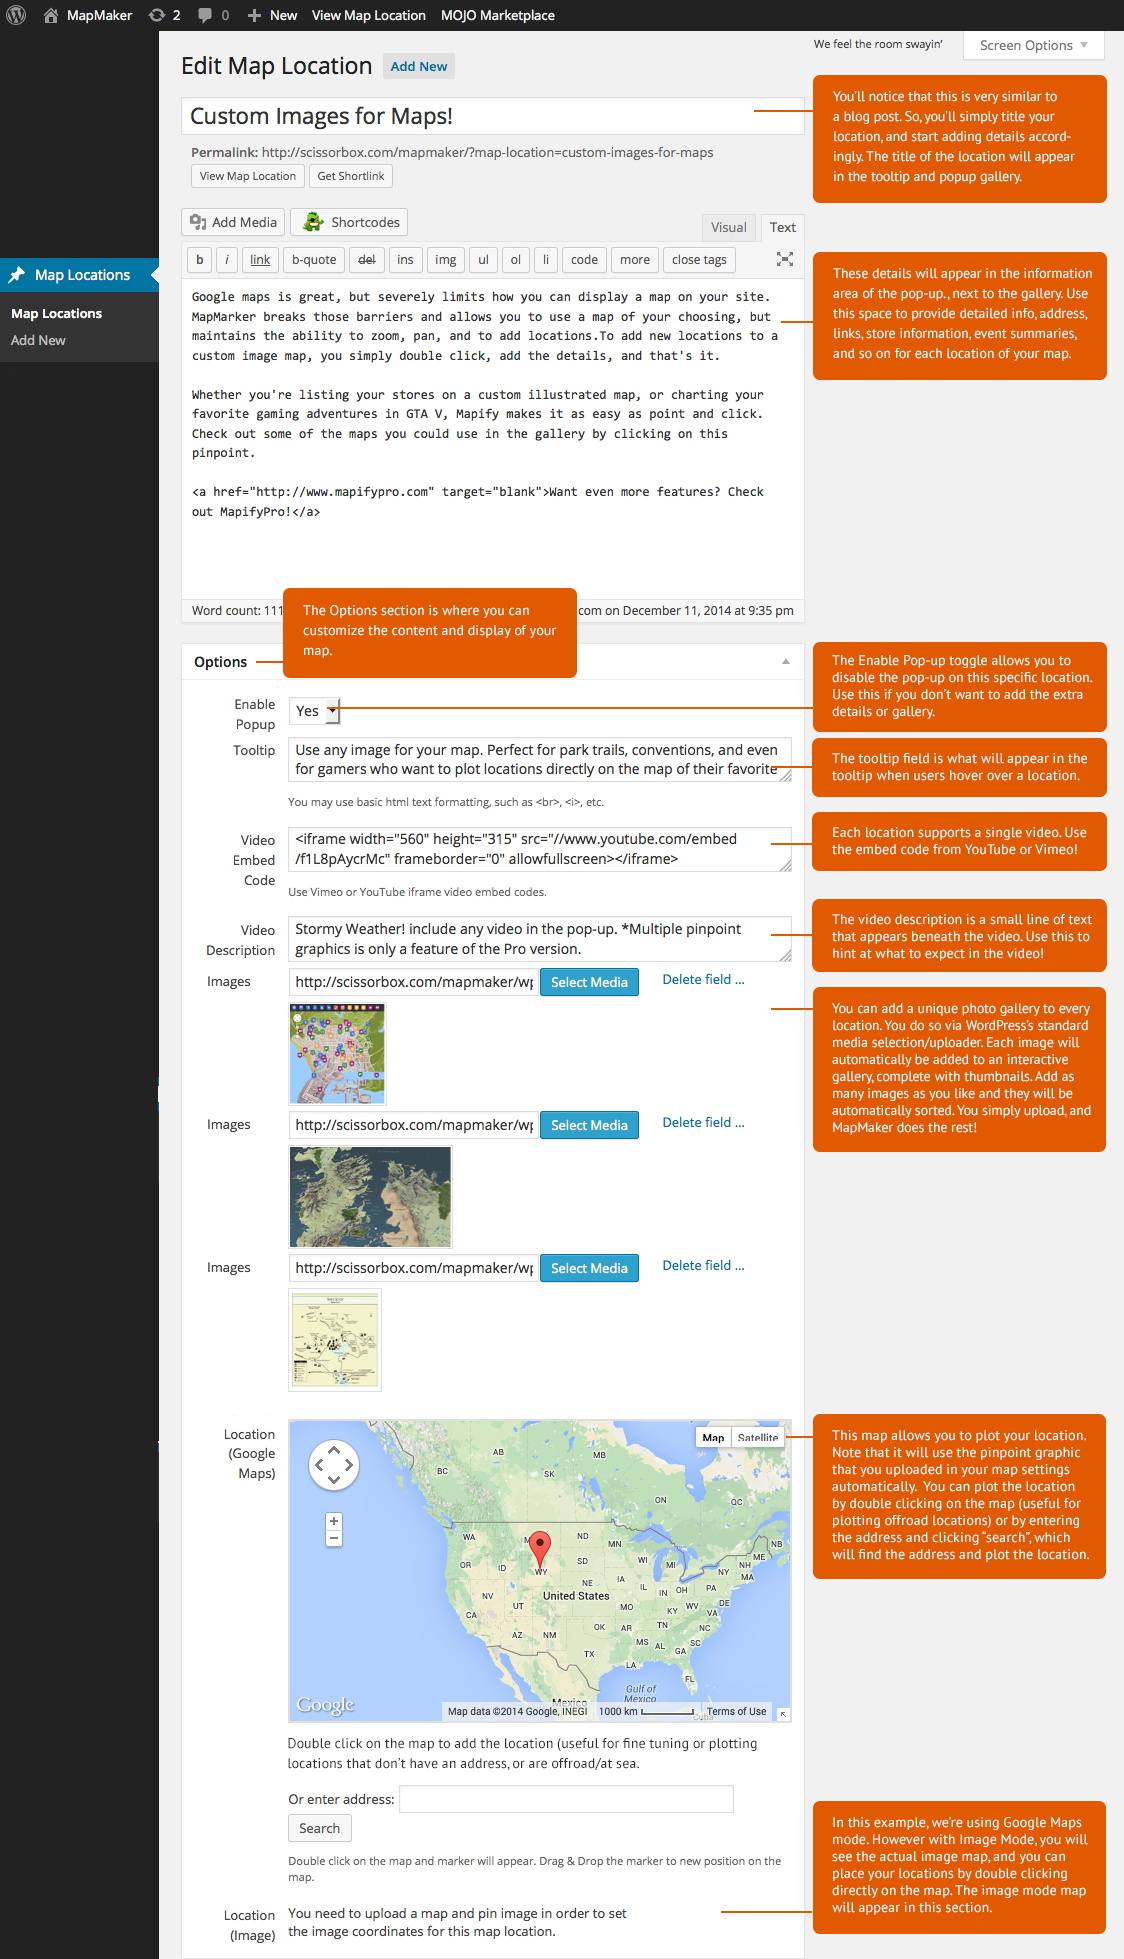 MapMaker 2 0 New View Map Location MOJO Marketplace
We feel the room swayin'
Screen Options
Edit Map Location Add New
Custom Images for Maps!
You'll notice that this is very similar to
a blog post. So, you'll simply title your
location, and start adding details accord-
ingly. The title of the location will appear
in the tooltip and popup gallery.
Permalink: http://scissorbox.com/mapmaker/?map-location=custom-images-for-maps
View Map Location Get Shortlink
Add Media Shortcodes
Visual Text
b i link b-quote del ins img ul ol li code more close tags
Map Locations
Map Locations
Add New
Google maps is great, but severely limits how you can display a map on your site.
MapMarker breaks those barriers and allows you to use a map of your choosing, but
maintains the ability to zoom, pan, and to add locations.To add new locations to a
custom image map, you simply double click, add the details, and that's it.
Whether you're listing your stores on a custom illustrated map, or charting your
favorite gaming adventures in GTA V, Mapify makes it as easy as point and click.
Check out some of the maps you could use in the gallery by clicking on this
pinpoint.
<a href="http://www.mapifypro.com" target="blank">Want even more features? Check
out MapifyPro!</a>
These details will appear in the information
area of the pop-up., next to the gallery. Use
this space to provide detailed info, address,
links, store information, event summaries,
and so on for each location of your map.
Word count: 111
com on December 11, 2014 at 9:35 pm
The Options section is where you can
customize the content and display of your
map.
Options
Enable
Popup
Yes
The Enable Pop-up toggle allows you to
disable the pop-up on this specific location.
Use this if you don't want to add the extra
details or gallery.
Tooltip
Use any image for your map. Perfect for park trails, conventions, and even
for gamers who want to plot locations directly on the map of their favorite
You may use basic html text formatting, such as <br>, <i>, etc.
The tooltip field is what will appear in the
tooltip when users hover over a location.
Video
Embed
Code
<iframe width="560" height="315" src="//www.youtube.com/embed
/f1L8pAycrMc" frameborder="0" allowfullscreen></iframe>
Use Vimeo or YouTube iframe video embed codes.
Each location supports a single video. Use
the embed code from YouTube or Vimeo!
Video
Description
Stormy Weather! include any video in the pop-up. *Multiple pinpoint
graphics is only a feature of the Pro version.
The video description is a small line of text
that appears beneath the video. Use this to
hint at what to expect in the video!
Images http://scissorbox.com/mapmaker/wp Select Media Delete field ...
You can add a unique photo gallery to every
location. You do so via WordPress's standard
media selection/uploader. Each image will
automatically be added to an interactive
gallery, complete with thumbnails. Add as
many images as you like and they will be
automatically sorted. You simply upload, and
MapMaker does the rest!
Images http://scissorbox.com/mapmaker/wp Select Media Delete field ...
Images http://scissorbox.com/mapmaker/wp Select Media Delete field ...
Location
(Google
Maps)
Map Satellite
AB
MB
BC
SK
ON
QC
WA
ND
MN
NB
OR
ID
WY
SD
WI
MI
NY
NH
ME
NE
IA
IL
IN
OH
PA
MD
NV
UT
United States
MO
KY
WV
VA
DE
CA
AZ
NM
OK
AR
TN
NC
MS
AL
GA
SC
TX
LA
FL
Gulf of
Mexico
Mexico
Cuba
Google
Map data ©2014 Google, INEGI 1000 km Terms of Use
This map allows you to plot your location.
Note that it will use the pinpoint graphic
that you uploaded in your map settings
automatically. You can plot the location
by double clicking on the map (useful for
plotting offroad locations) or by entering
the address and clicking "search", which
will find the address and plot the location.
Double click on the map to add the location (useful for fine tuning or plotting
locations that don't have an address, or are offroad/at sea.
Or enter address:
Search
Double click on the map and marker will appear. Drag & Drop the marker to new position on the
map.
Location
(Image)
You need to upload a map and pin image in order to set
the image coordinates for this map location.
In this example, we're using Google Maps
mode. However with Image Mode, you will
see the actual image map, and you can
place your locations by double clicking
directly on the map. The image mode map
will appear in this section.